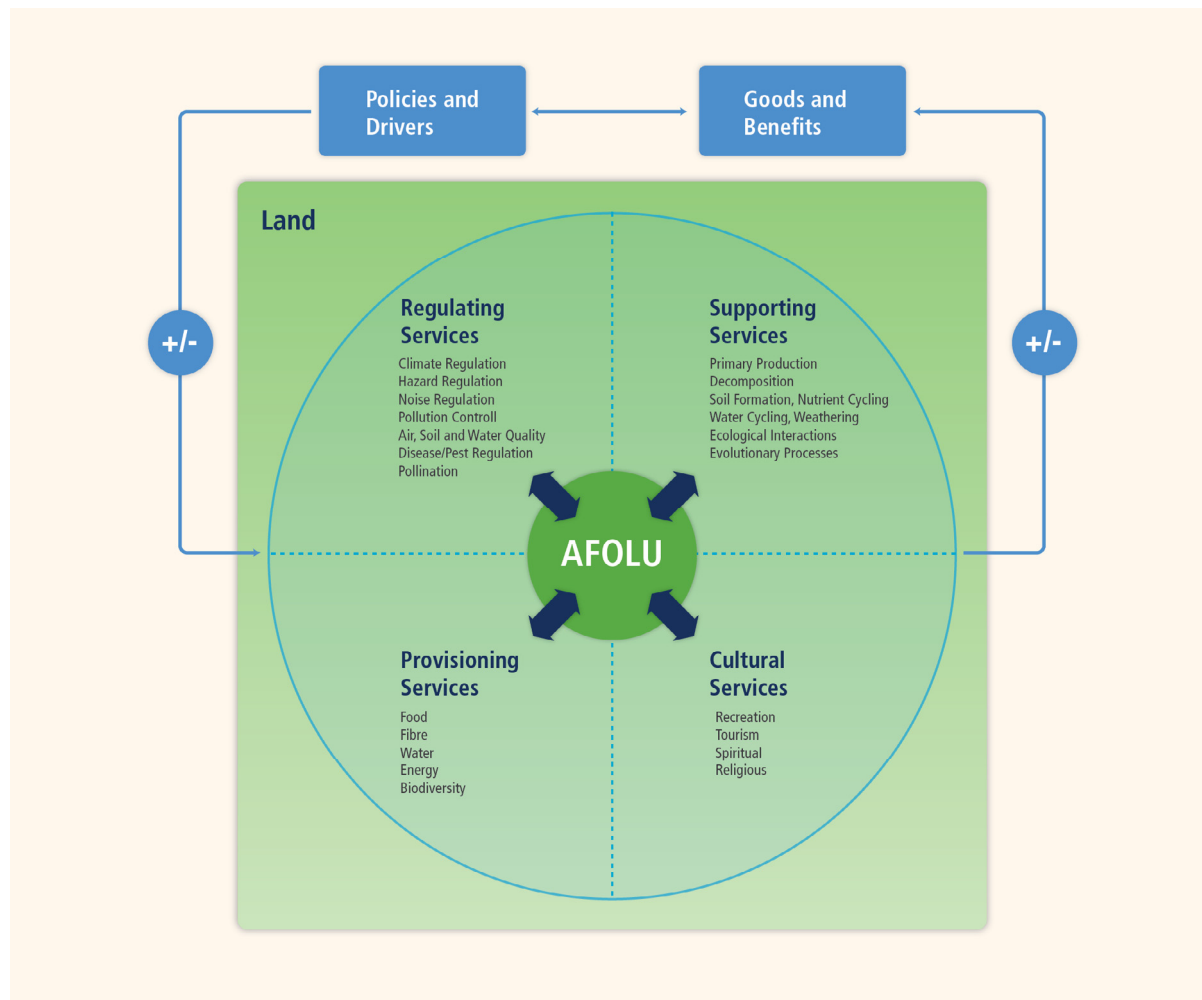 Policies and
Drivers
Goods and
Benefits
Land
+/-
+/-
Regulating
Services
Climate Regulation
Hazard Regulation
Noise Regulation
Pollution Controll
Air, Soil and Water Quality
Disease/Pest Regulation
Pollination
Supporting
Services
Primary Production
Decomposition
Soil Formation, Nutrient Cycling
Water Cycling, Weathering
Ecological Interactions
Evolutionary Processes
AFOLU
Provisioning
Services
Food
Fibre
Water
Energy
Biodiversity
Cultural
Services
Recreation
Tourism
Spiritual
Religious